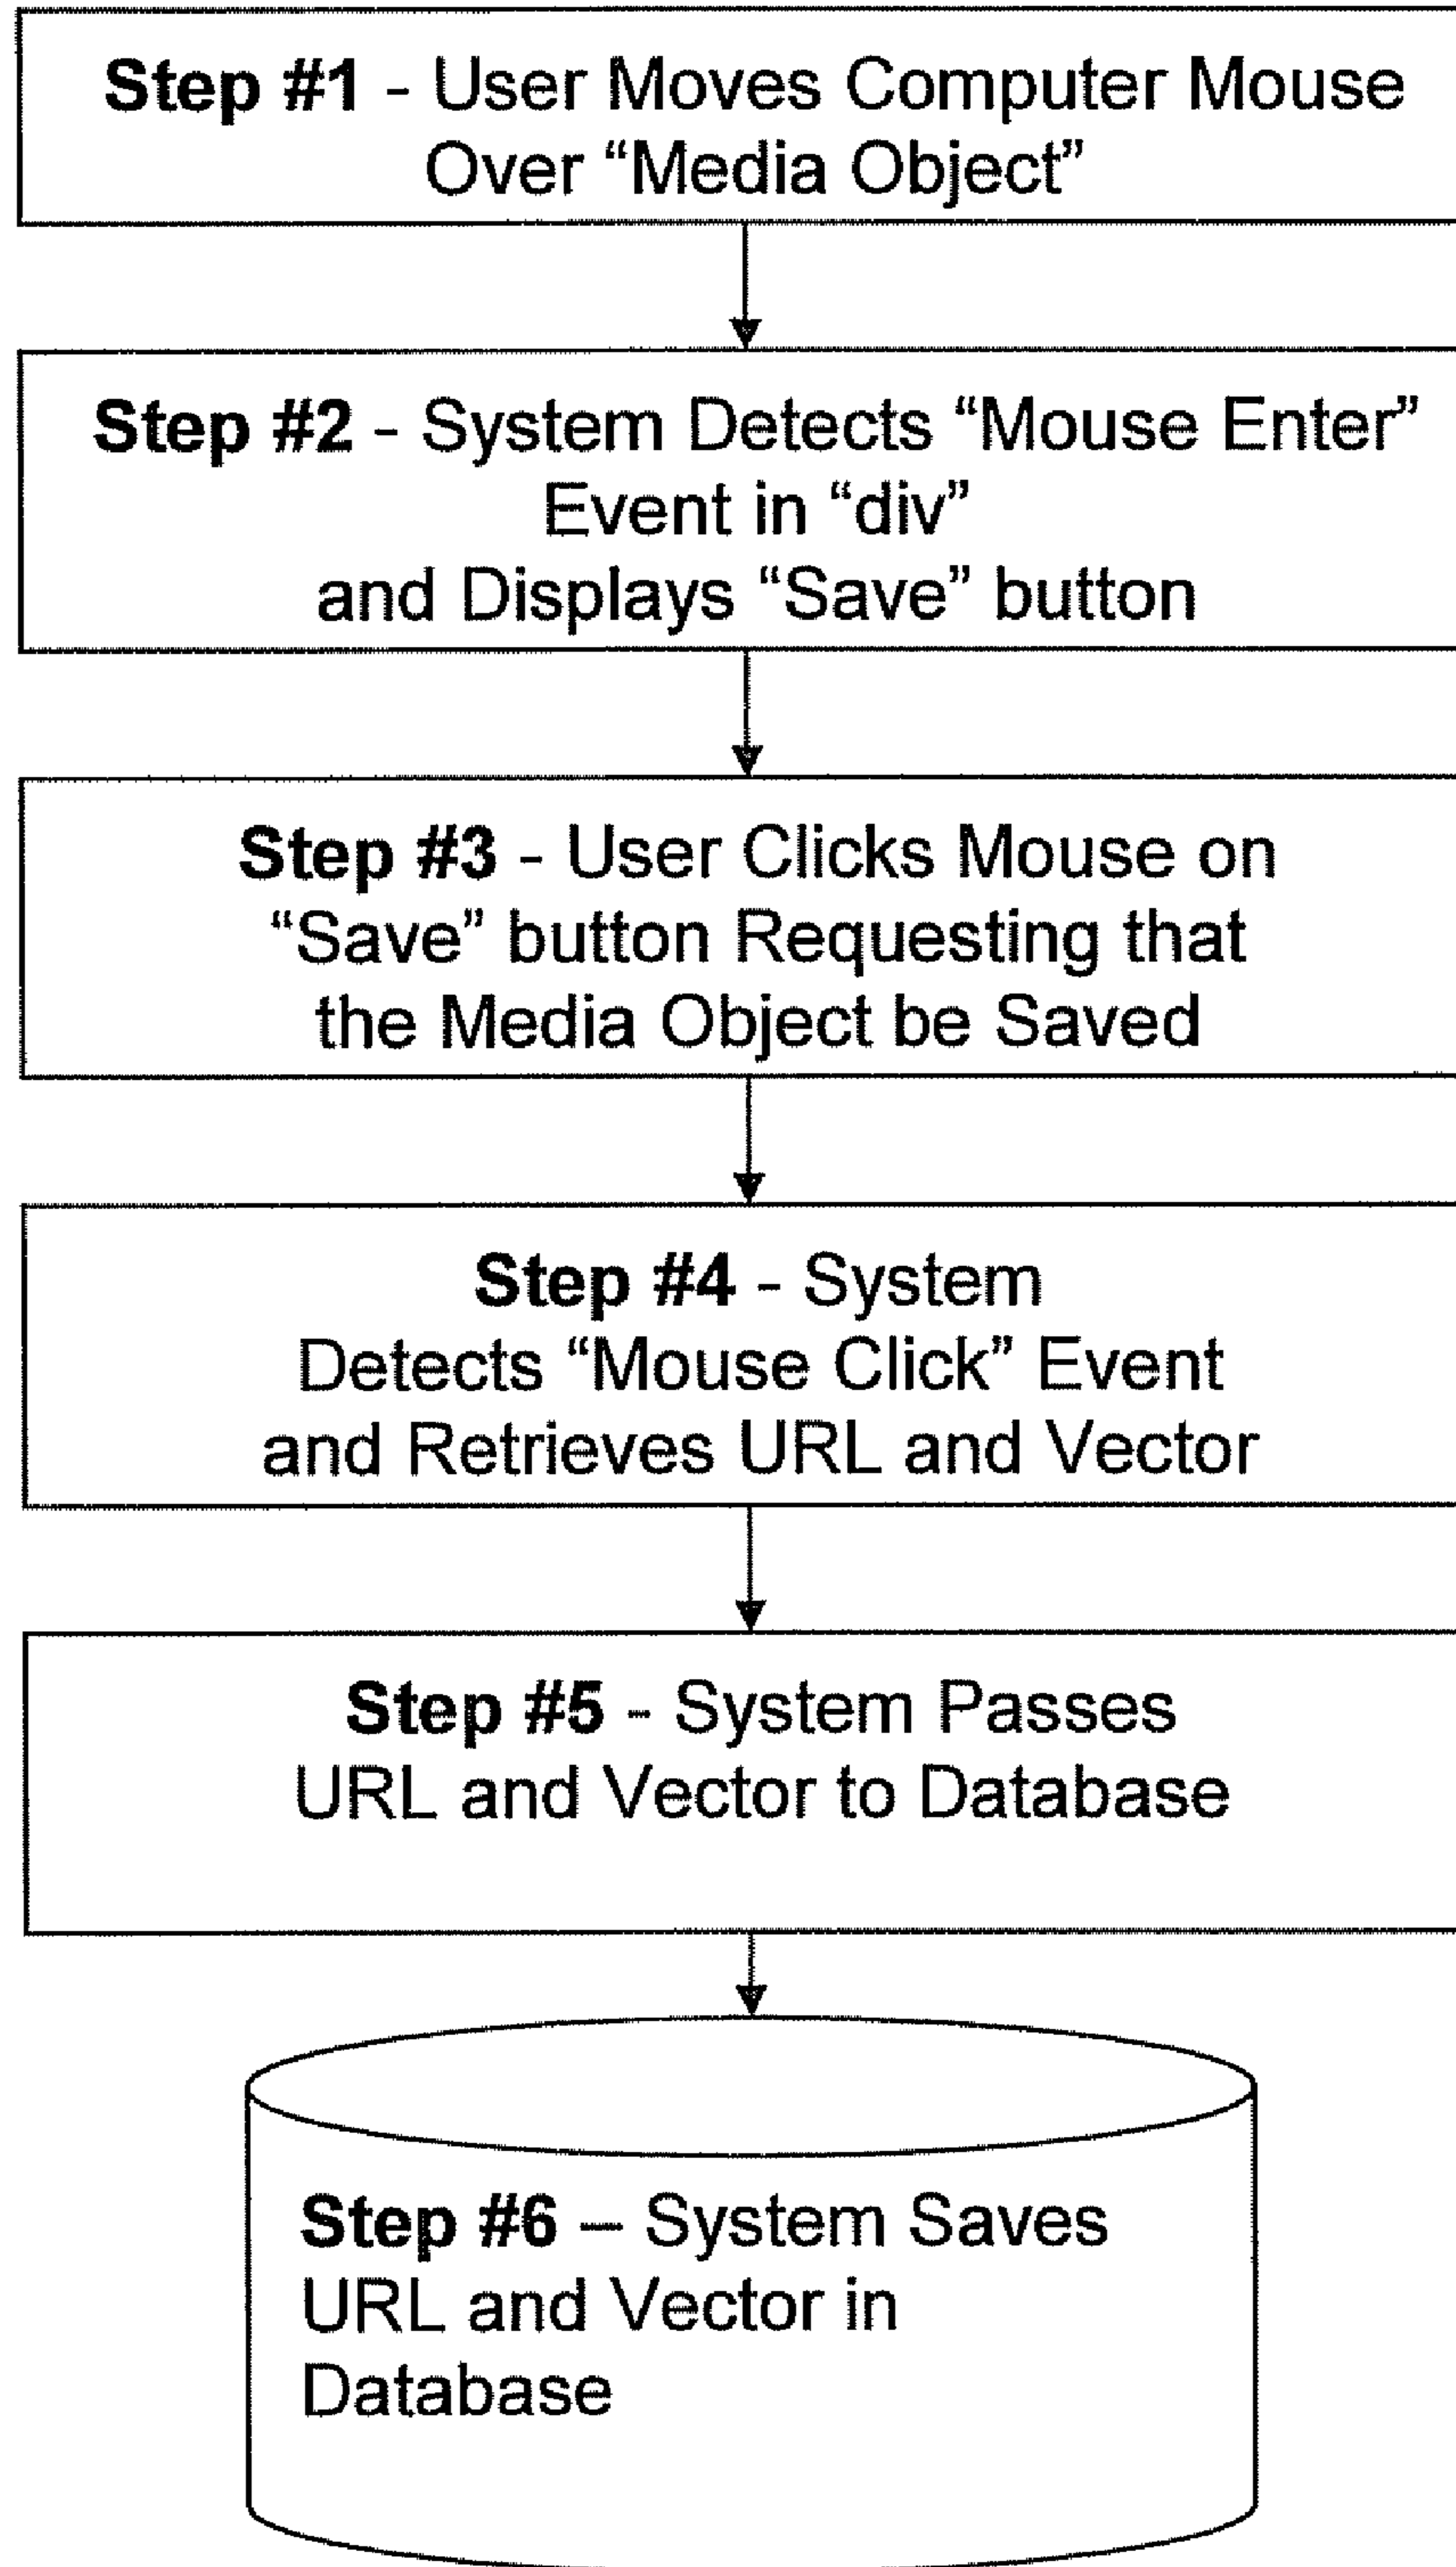 Step #1 - User Moves Computer Mouse
Over “Media Object”
Step #2 - System Detects “Mouse Enter”
Event in “div”
and Displays “Save” button
Step #3 - User Clicks Mouse on
“Save” button Requesting that
the Media Object be Saved
Step #4 - System
Detects “Mouse Click” Event
and Retrieves URL and Vector
Step #5 - System Passes
URL and Vector to Database
Step #6 – System Saves
URL and Vector in
Database